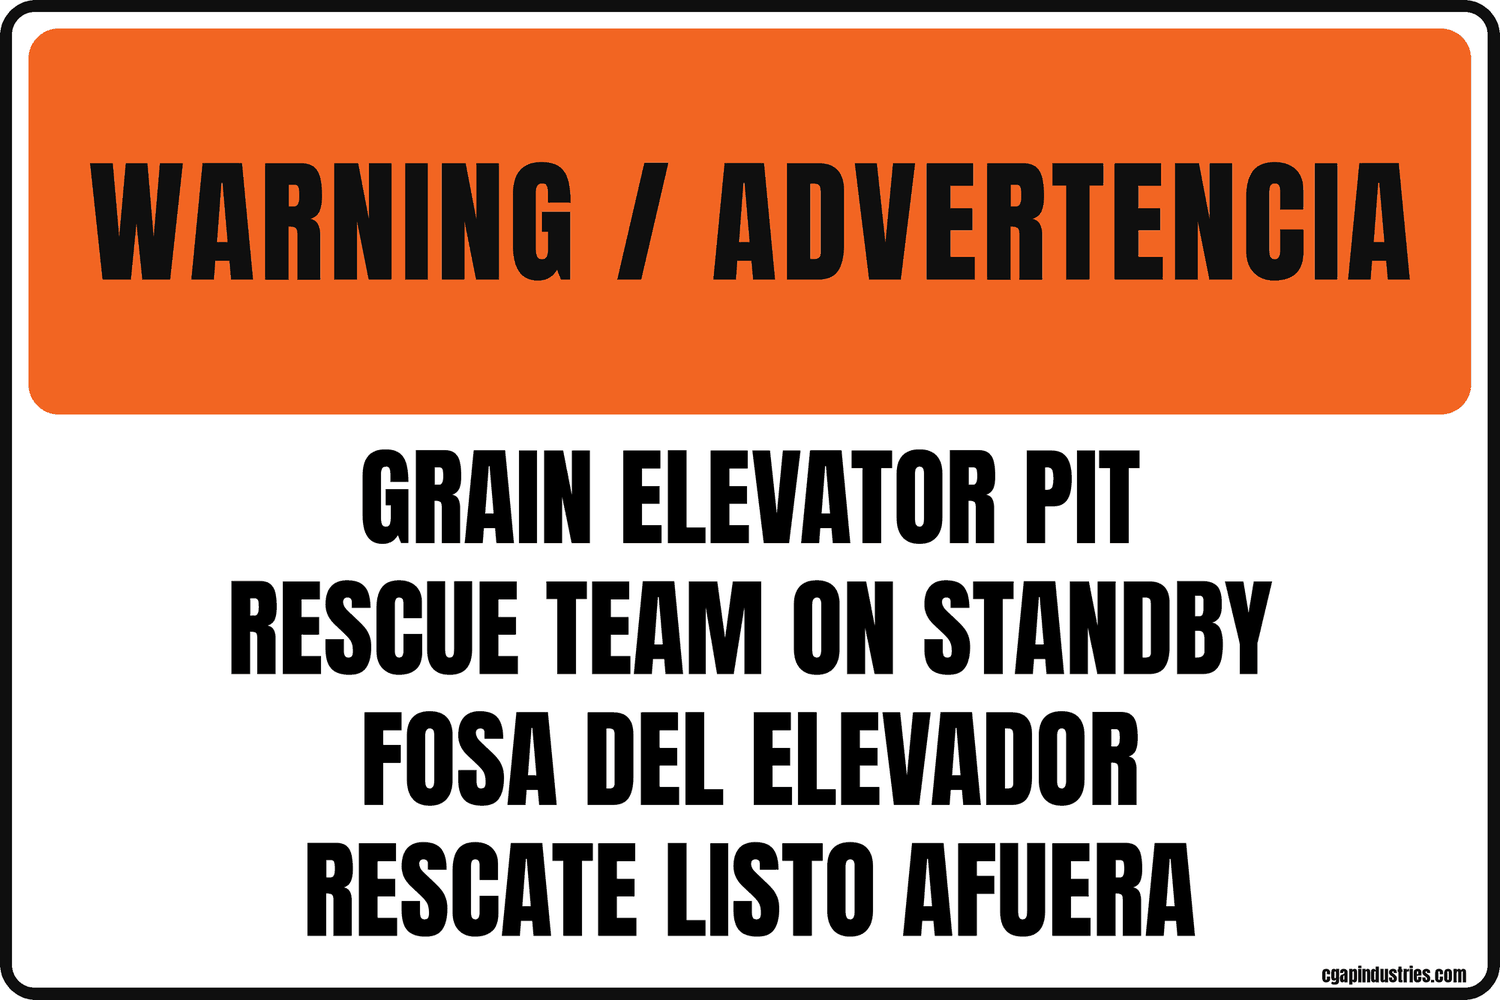 WARNING / ADVERTENCIA
GRAIN ELEVATOR PIT
RESCUE TEAM ON STANDBY
FOSA DEL ELEVADOR
RESCATE LISTO AFUERA
cgapindustries.com